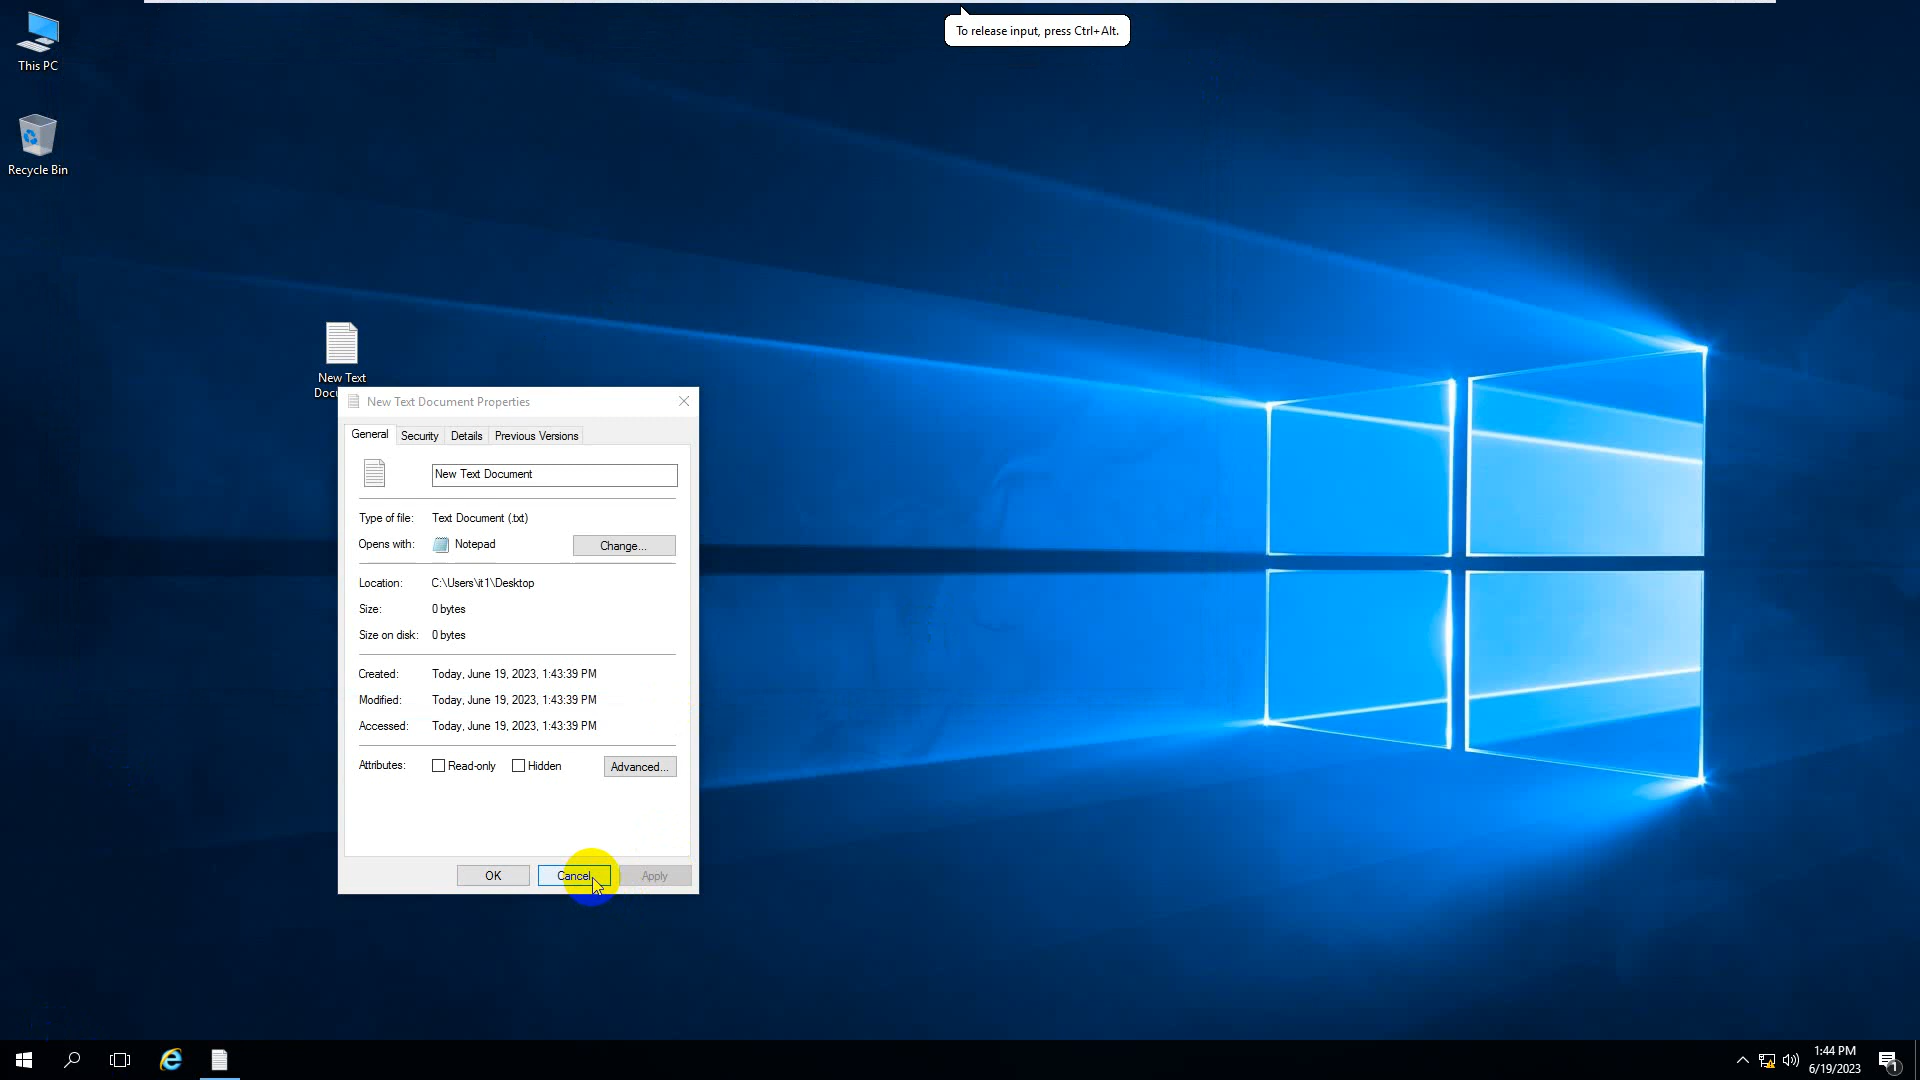 To release input, press Ctrl+Alt.
This PC
Recycle Bin
New Text
New Text Document Properties
General Security Details Previous Versions
New Text Document
Type of file: Text Document (.txt)
Opens with: Notepad Change...
Location: C:\Users\it1\Desktop
Size: 0 bytes
Size on disk: 0 bytes
Created: Today, June 19, 2023, 1:43:39 PM
Modified: Today, June 19, 2023, 1:43:39 PM
Accessed: Today, June 19, 2023, 1:43:39 PM
Attributes: Read-only Hidden Advanced...
OK Cancel Apply
1:44 PM
6/19/2023
1